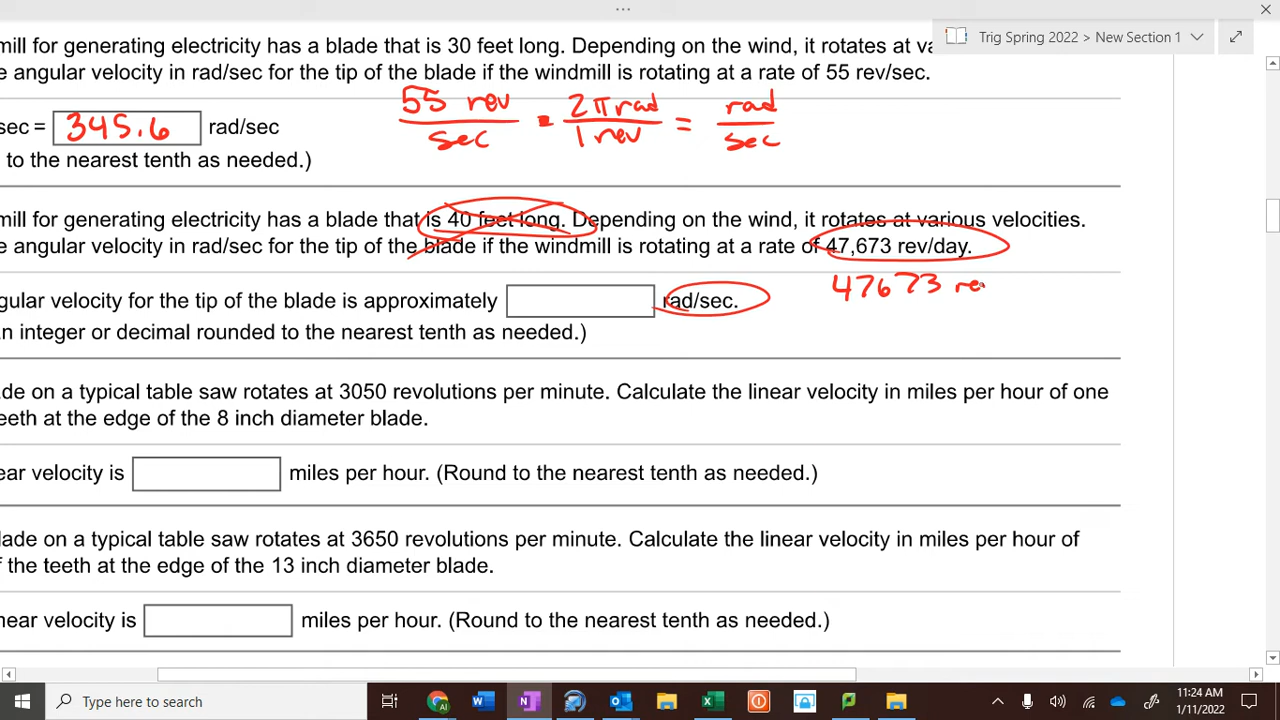 ...
Trig Spring 2022 > New Section 1
mill for generating electricity has a blade that is 30 feet long. Depending on the wind, it rotates at va
e angular velocity in rad/sec for the tip of the blade if the windmill is rotating at a rate of 55 rev/sec.
55 rev / sec · 2π rad / 1 rev = rad / sec
sec = 345.6 rad/sec
to the nearest tenth as needed.)
mill for generating electricity has a blade that is 40 feet long. Depending on the wind, it rotates at various velocities.
e angular velocity in rad/sec for the tip of the blade if the windmill is rotating at a rate of 47,673 rev/day.
47673 re
gular velocity for the tip of the blade is approximately rad/sec.
n integer or decimal rounded to the nearest tenth as needed.)
de on a typical table saw rotates at 3050 revolutions per minute. Calculate the linear velocity in miles per hour of one
eeth at the edge of the 8 inch diameter blade.
ear velocity is miles per hour. (Round to the nearest tenth as needed.)
lade on a typical table saw rotates at 3650 revolutions per minute. Calculate the linear velocity in miles per hour of
f the teeth at the edge of the 13 inch diameter blade.
near velocity is miles per hour. (Round to the nearest tenth as needed.)
Type here to search
11:24 AM
1/11/2022